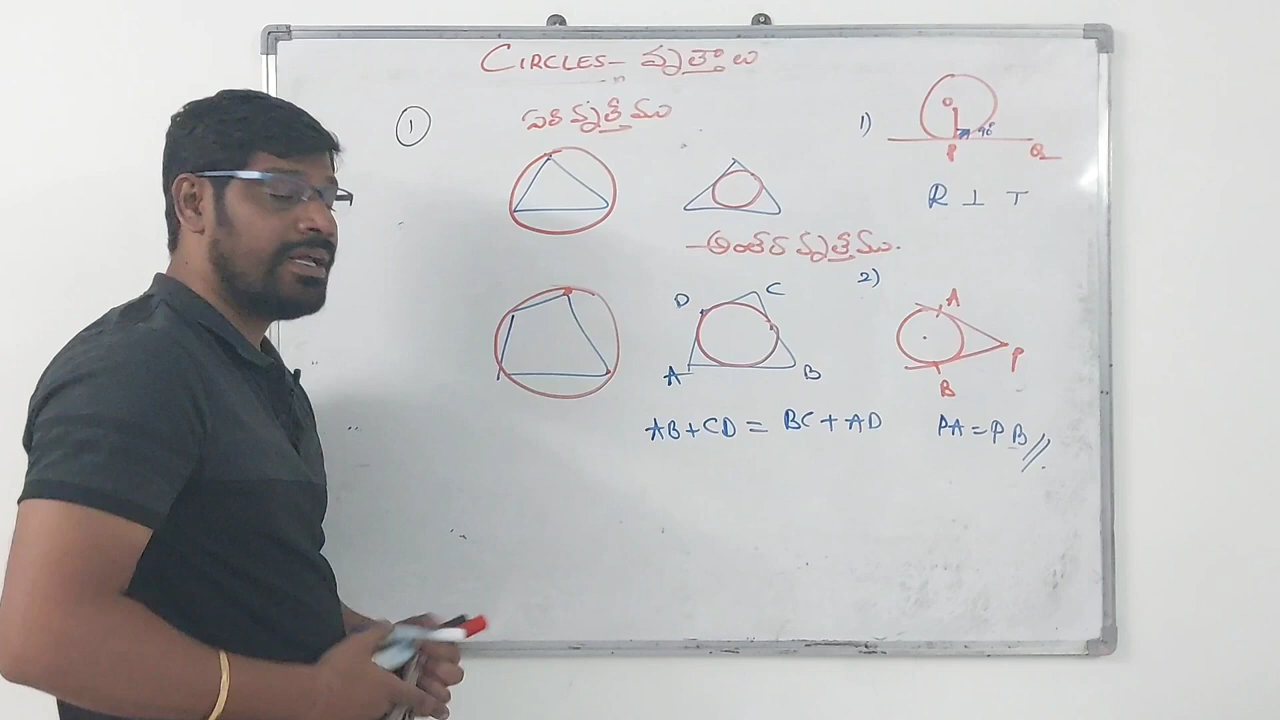 CIRCLES - వృత్తాలు
①
పరివృత్తము
1)
O
90°
P
Q
R ⊥ T
అంతర వృత్తము.
2)
D
C
A
B
A
P
B
AB + CD = BC + AD
PA = PB //